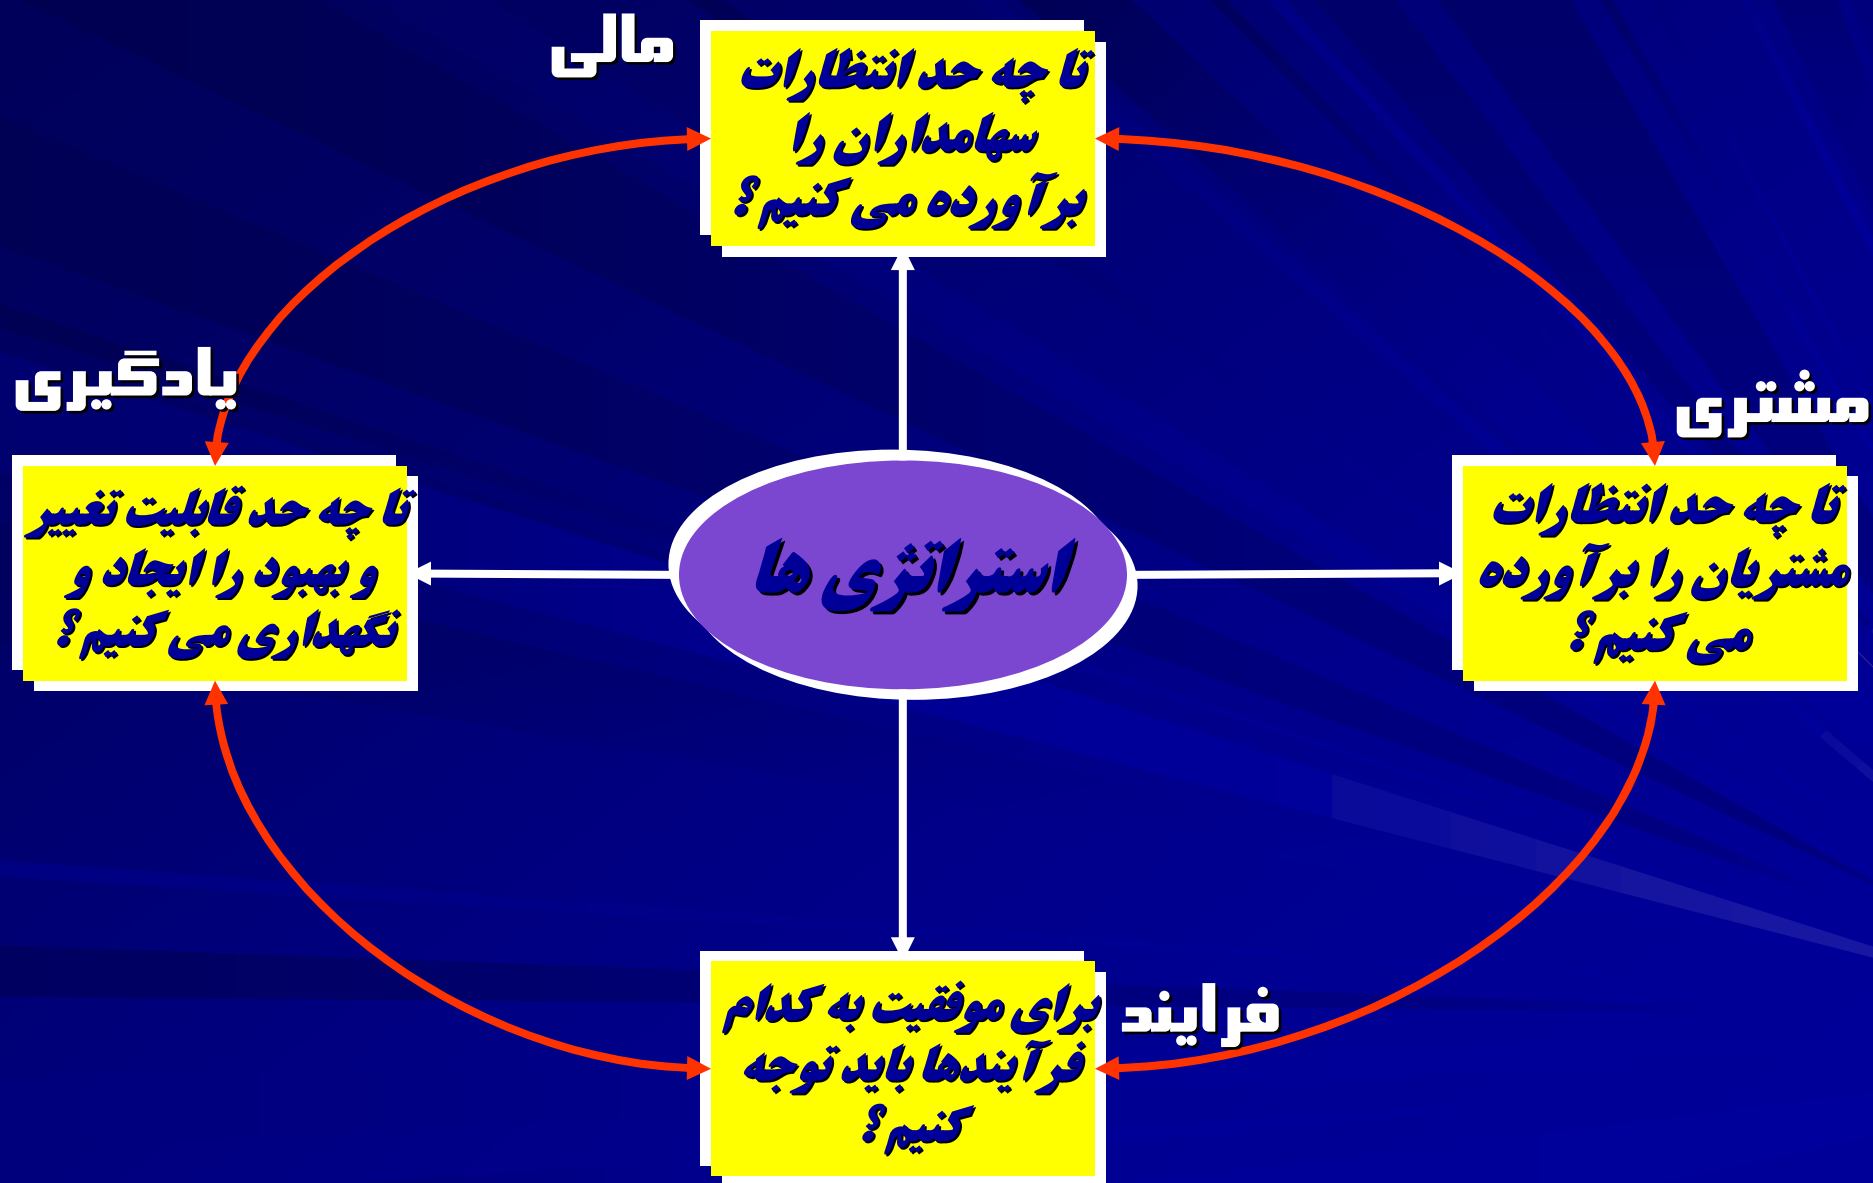 مالی
تا چه حد انتظارات
سهامداران را
برآورده می کنیم؟
مشتری
تا چه حد انتظارات
مشتریان را برآورده
می کنیم؟
یادگیری
تا چه حد قابلیت تغییر
و بهبود را ایجاد و
نگهداری می کنیم؟
استراتژی ها
فرایند
برای موفقیت به کدام
فرآیندها باید توجه
کنیم؟